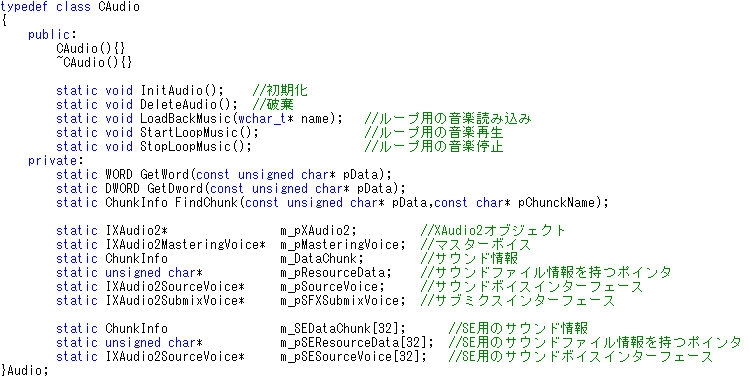 typedef class CAudio
{
    public:
        CAudio(){}
        ~CAudio(){}

        static void InitAudio();    //初期化
        static void DeleteAudio();  //破棄
        static void LoadBackMusic(wchar_t* name);   //ループ用の音楽読み込み
        static void StartLoopMusic();               //ループ用の音楽再生
        static void StopLoopMusic();                //ループ用の音楽停止
    private:
        static WORD GetWord(const unsigned char* pData);
        static DWORD GetDword(const unsigned char* pData);
        static ChunkInfo FindChunk(const unsigned char* pData,const char* pChunckName);

        static IXAudio2*                m_pXAudio2;         //XAudio2オブジェクト
        static IXAudio2MasteringVoice*  m_pMasteringVoice;  //マスターボイス
        static ChunkInfo                m_DataChunk;        //サウンド情報
        static unsigned char*           m_pResourceData;    //サウンドファイル情報を持つポインタ
        static IXAudio2SourceVoice*     m_pSourceVoice;     //サウンドボイスインターフェース
        static IXAudio2SubmixVoice*     m_pSFXSubmixVoice;  //サブミクスインターフェース

        static ChunkInfo                m_SEDataChunk[32];      //SE用のサウンド情報
        static unsigned char*           m_pSEResourceData[32];  //SE用のサウンドファイル情報を持つポインタ
        static IXAudio2SourceVoice*     m_pSESourceVoice[32];   //SE用のサウンドボイスインターフェース
}Audio;